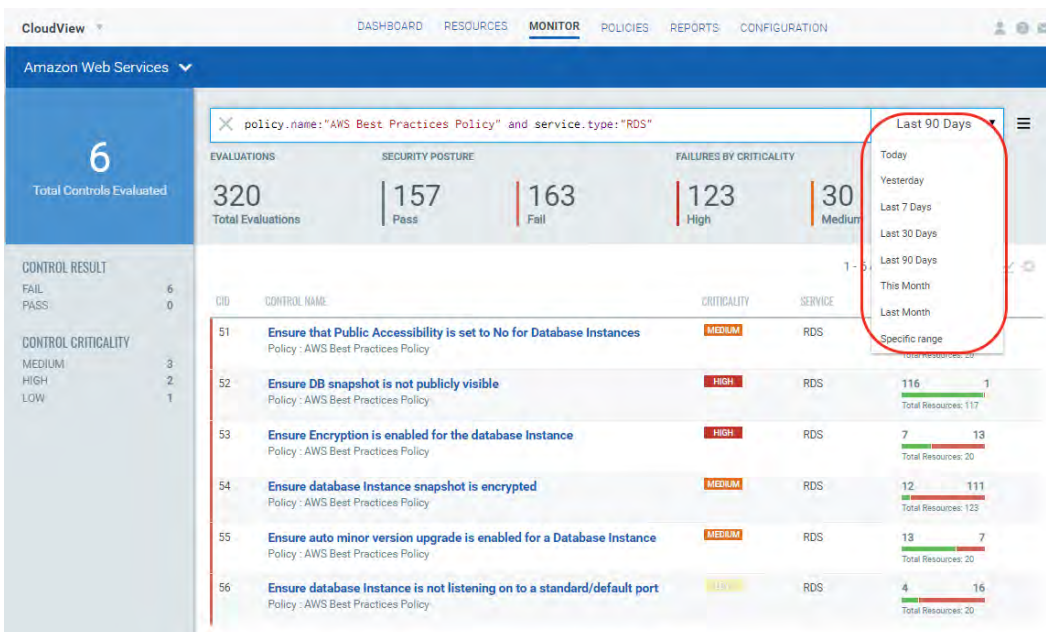 CloudView
DASHBOARD RESOURCES MONITOR POLICIES REPORTS CONFIGURATION
Amazon Web Services
6
Total Controls Evaluated
policy.name:"AWS Best Practices Policy" and service.type:"RDS"
Last 90 Days
Today
Yesterday
Last 7 Days
Last 30 Days
Last 90 Days
This Month
Last Month
Specific range
EVALUATIONS SECURITY POSTURE FAILURES BY CRITICALITY
320 157 163 123 30
Total Evaluations Pass Fail High Medium
CONTROL RESULT
FAIL 6
PASS 0
CONTROL CRITICALITY
MEDIUM 3
HIGH 2
LOW 1
1 -
CID CONTROL NAME CRITICALITY SERVICE
51 Ensure that Public Accessibility is set to No for Database Instances MEDIUM RDS
Policy : AWS Best Practices Policy
Total Resources: 20
52 Ensure DB snapshot is not publicly visible HIGH RDS 116 1
Policy : AWS Best Practices Policy
Total Resources: 117
53 Ensure Encryption is enabled for the database Instance HIGH RDS 7 13
Policy : AWS Best Practices Policy
Total Resources: 20
54 Ensure database Instance snapshot is encrypted MEDIUM RDS 12 111
Policy : AWS Best Practices Policy
Total Resources: 123
55 Ensure auto minor version upgrade is enabled for a Database Instance MEDIUM RDS 13 7
Policy : AWS Best Practices Policy
Total Resources: 20
56 Ensure database Instance is not listening on to a standard/default port RDS 4 16
Policy : AWS Best Practices Policy
Total Resources: 20